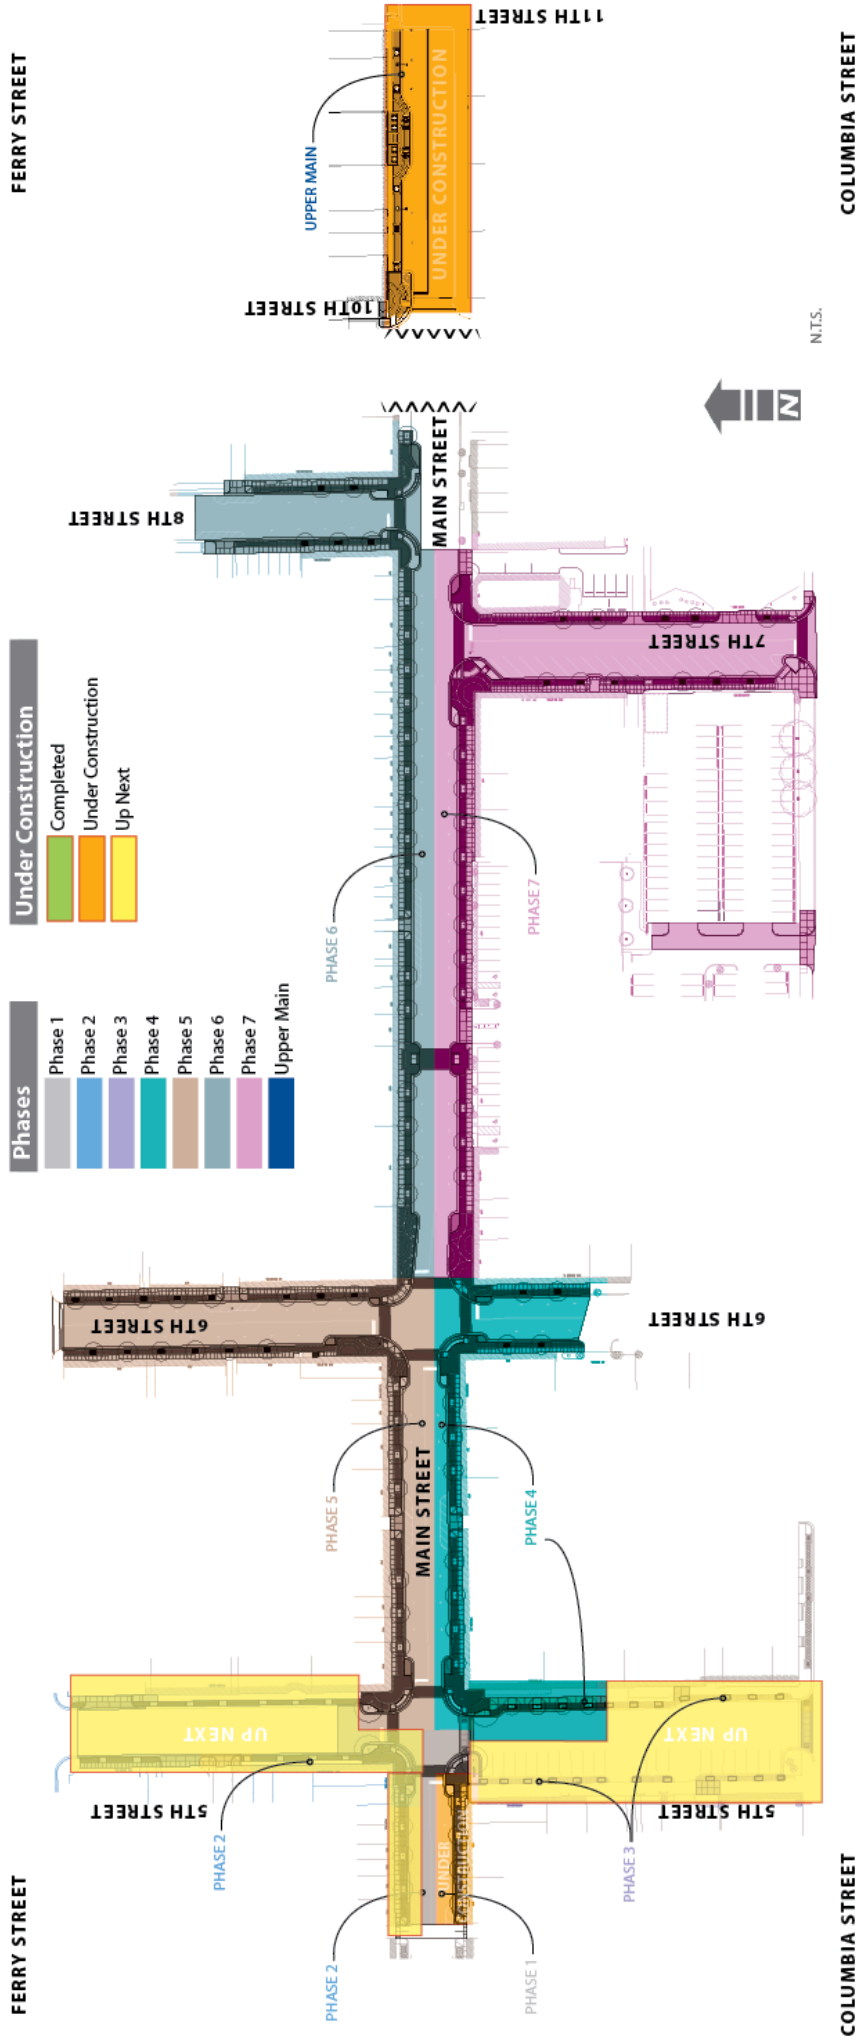 FERRY STREET
FERRY STREET
Phases
Phase 1
Phase 2
Phase 3
Phase 4
Phase 5
Phase 6
Phase 7
Upper Main
Under Construction
Completed
Under Construction
Up Next
5TH STREET
UP NEXT
PHASE 2
PHASE 2
6TH STREET
PHASE 5
PHASE 6
8TH STREET
10TH STREET
UPPER MAIN
MAIN STREET
MAIN STREET
UNDER
CONSTRUCTION
UNDER CONSTRUCTION
11TH STREET
PHASE 1
PHASE 3
5TH STREET
UP NEXT
PHASE 4
6TH STREET
PHASE 7
7TH STREET
N
N.T.S.
COLUMBIA STREET
COLUMBIA STREET